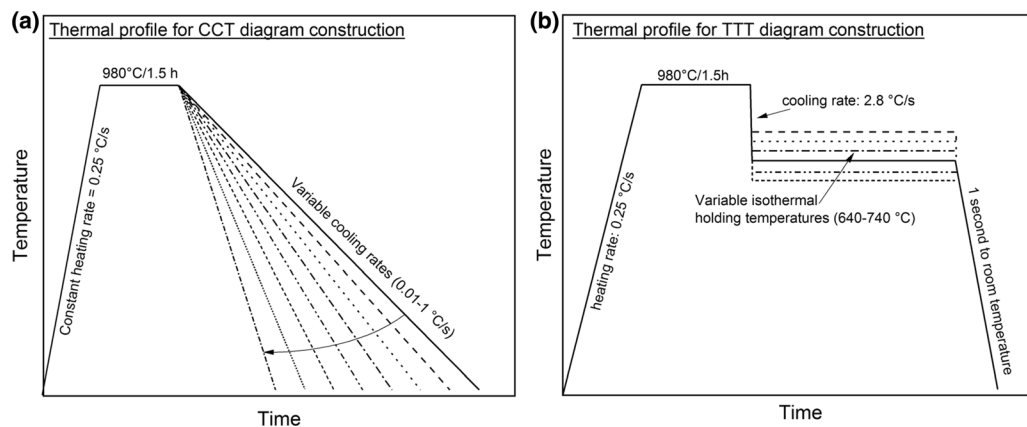 (a)
Thermal profile for CCT diagram construction
980°C/1.5 h
Constant heating rate = 0.25 °C/s
Variable cooling rates (0.01-1 °C/s)
Temperature
Time
(b)
Thermal profile for TTT diagram construction
980°C/1.5h
cooling rate: 2.8 °C/s
heating rate: 0.25 °C/s
Variable isothermal
holding temperatures (640-740 °C)
1 second to room temperature
Temperature
Time